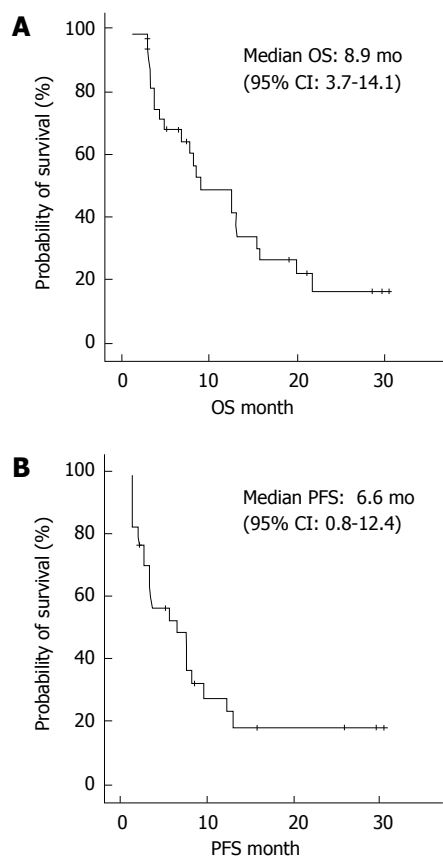 A
Median OS: 8.9 mo
(95% CI: 3.7-14.1)
Probability of survival (%)
100
80
60
40
20
0
0 10 20 30
OS month
B
Median PFS: 6.6 mo
(95% CI: 0.8-12.4)
Probability of survival (%)
100
80
60
40
20
0
0 10 20 30
PFS month